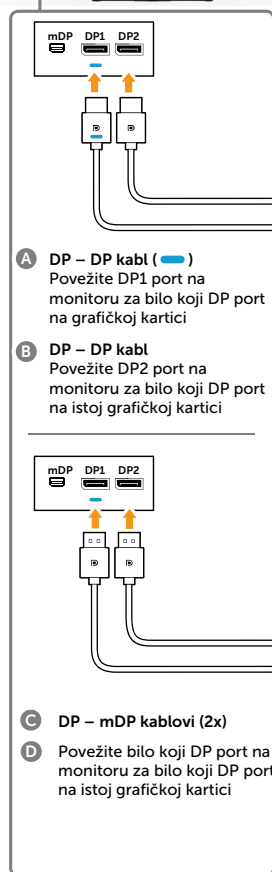 mDP DP1 DP2
A DP – DP kabl ( )
Povežite DP1 port na
monitoru za bilo koji DP port
na grafičkoj kartici
B DP – DP kabl
Povežite DP2 port na
monitoru za bilo koji DP port
na istoj grafičkoj kartici
mDP DP1 DP2
C DP – mDP kablovi (2x)
D Povežite bilo koji DP port na
monitoru za bilo koji DP port
na istoj grafičkoj kartici